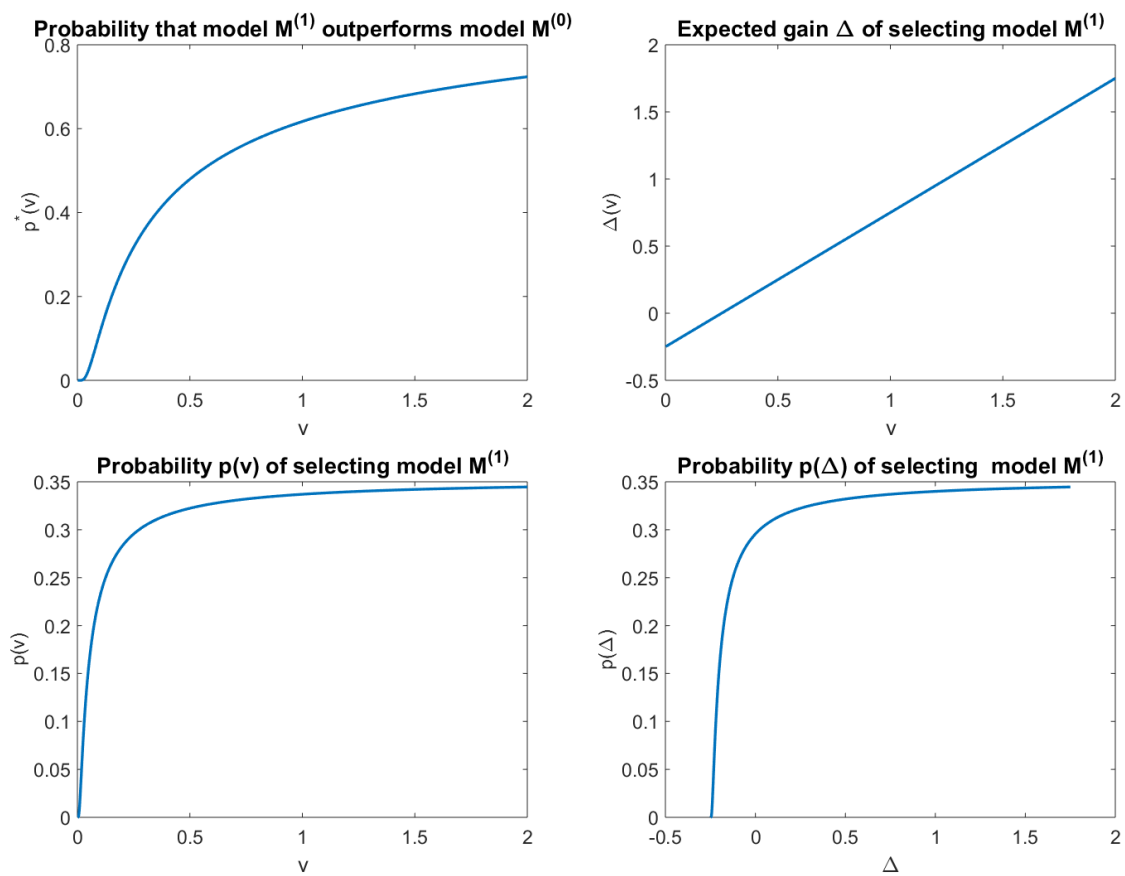 Probability that model M(1) outperforms model M(0)
0.8
0.6
0.4
0.2
0
p*(v)
0 0.5 1 1.5 2
v
Expected gain Δ of selecting model M(1)
2
1.5
1
0.5
0
-0.5
Δ(v)
0 0.5 1 1.5 2
v
Probability p(v) of selecting model M(1)
0.35
0.3
0.25
0.2
0.15
0.1
0.05
0
p(v)
0 0.5 1 1.5 2
v
Probability p(Δ) of selecting model M(1)
0.35
0.3
0.25
0.2
0.15
0.1
0.05
0
p(Δ)
-0.5 0 0.5 1 1.5 2
Δ